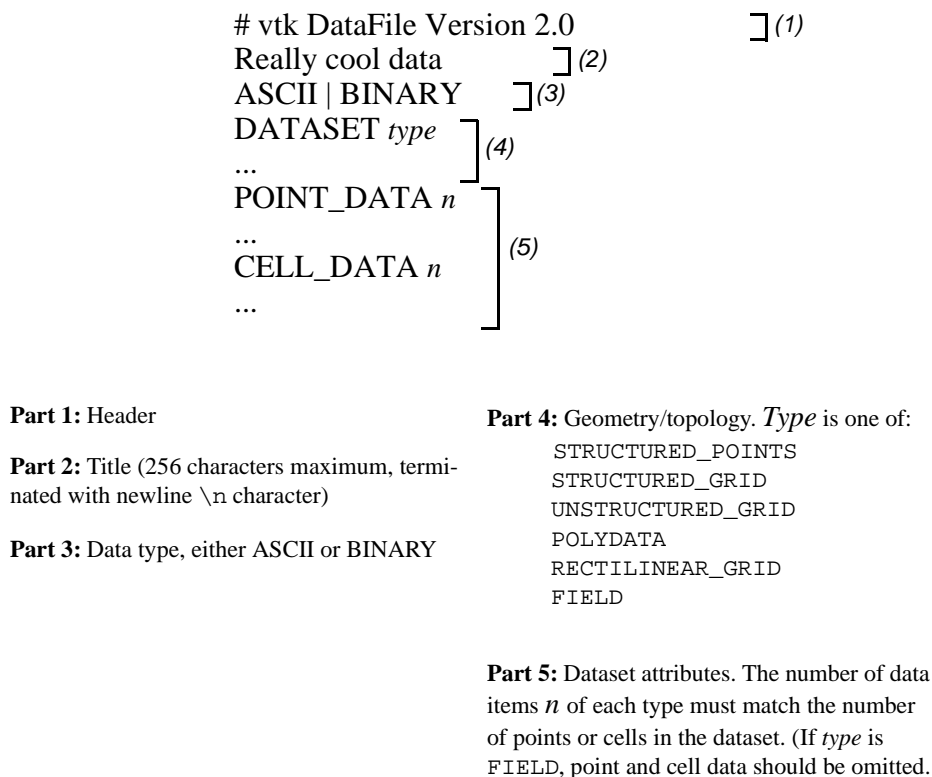 # vtk DataFile Version 2.0 (1)
Really cool data (2)
ASCII | BINARY (3)
DATASET type
(4)
...
POINT_DATA n
...
(5)
CELL_DATA n
...
Part 1: Header
Part 2: Title (256 characters maximum, termi-
nated with newline \n character)
Part 3: Data type, either ASCII or BINARY
Part 4: Geometry/topology. Type is one of:
STRUCTURED_POINTS
STRUCTURED_GRID
UNSTRUCTURED_GRID
POLYDATA
RECTILINEAR_GRID
FIELD
Part 5: Dataset attributes. The number of data
items n of each type must match the number
of points or cells in the dataset. (If type is
FIELD, point and cell data should be omitted.